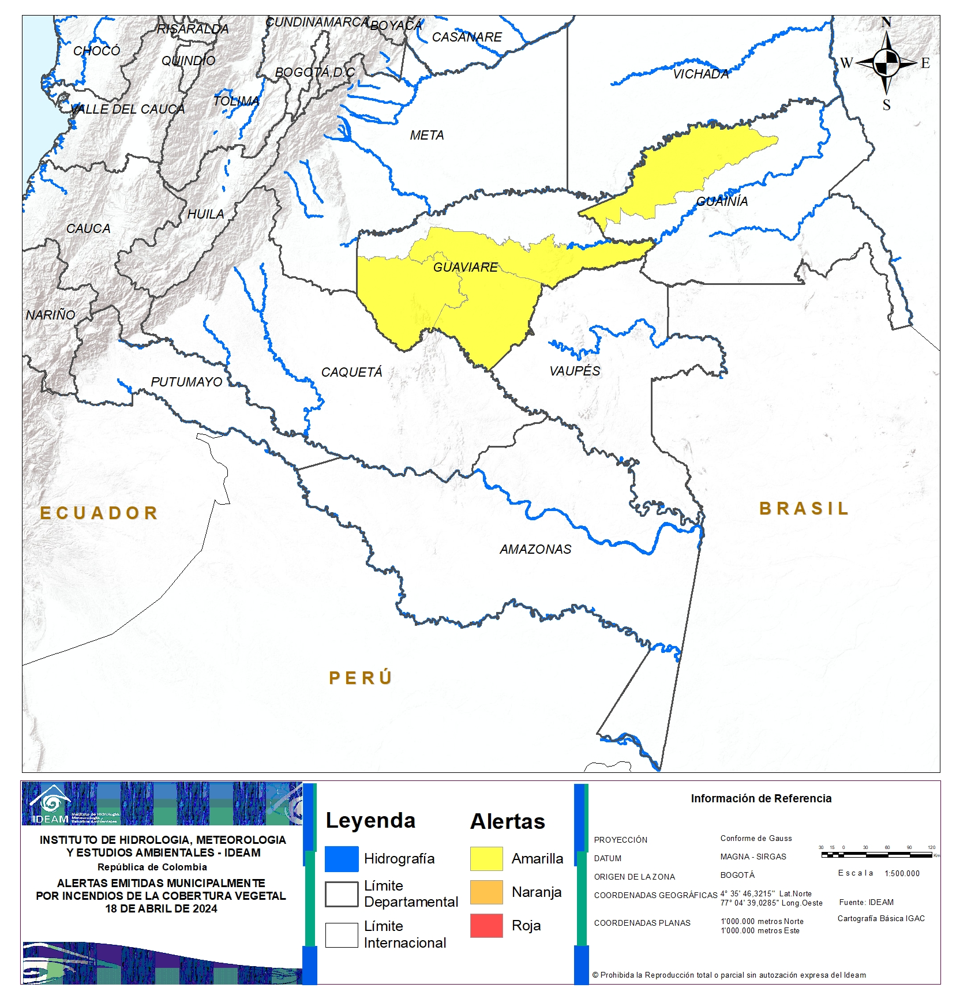 RISARALDA
CUNDINAMARCA
BOYACÁ
CASANARE
N
W
E
S
CHOCÓ
QUINDÍO
BOGOTÁ,D.C
VICHADA
VALLE DEL CAUCA
TOLIMA
META
GUAINÍA
HUILA
CAUCA
GUAVIARE
NARIÑO
CAQUETÁ
VAUPÉS
PUTUMAYO
ECUADOR
BRASIL
AMAZONAS
PERÚ
IDEAM
Instituto de Hidrología,
Meteorología y
Estudios Ambientales
INSTITUTO DE HIDROLOGIA, METEOROLOGIA
Y ESTUDIOS AMBIENTALES - IDEAM
República de Colombia
ALERTAS EMITIDAS MUNICIPALMENTE
POR INCENDIOS DE LA COBERTURA VEGETAL
18 DE ABRIL DE 2024
Leyenda
Hidrografía
Límite
Departamental
Límite
Internacional
Alertas
Amarilla
Naranja
Roja
Información de Referencia
PROYECCIÓN Conforme de Gauss
DATUM MAGNA - SIRGAS
ORIGEN DE LA ZONA BOGOTÁ
COORDENADAS GEOGRÁFICAS 4° 35' 46,3215'' Lat.Norte
77° 04' 39,0285" Long.Oeste
COORDENADAS PLANAS 1'000.000 metros Norte
1'000.000 metros Este
30 15 0 30 60 90 120
Km
Escala 1:500.000
Fuente: IDEAM
Cartografía Básica IGAC
© Prohibida la Reproducción total o parcial sin autozación expresa del Ideam